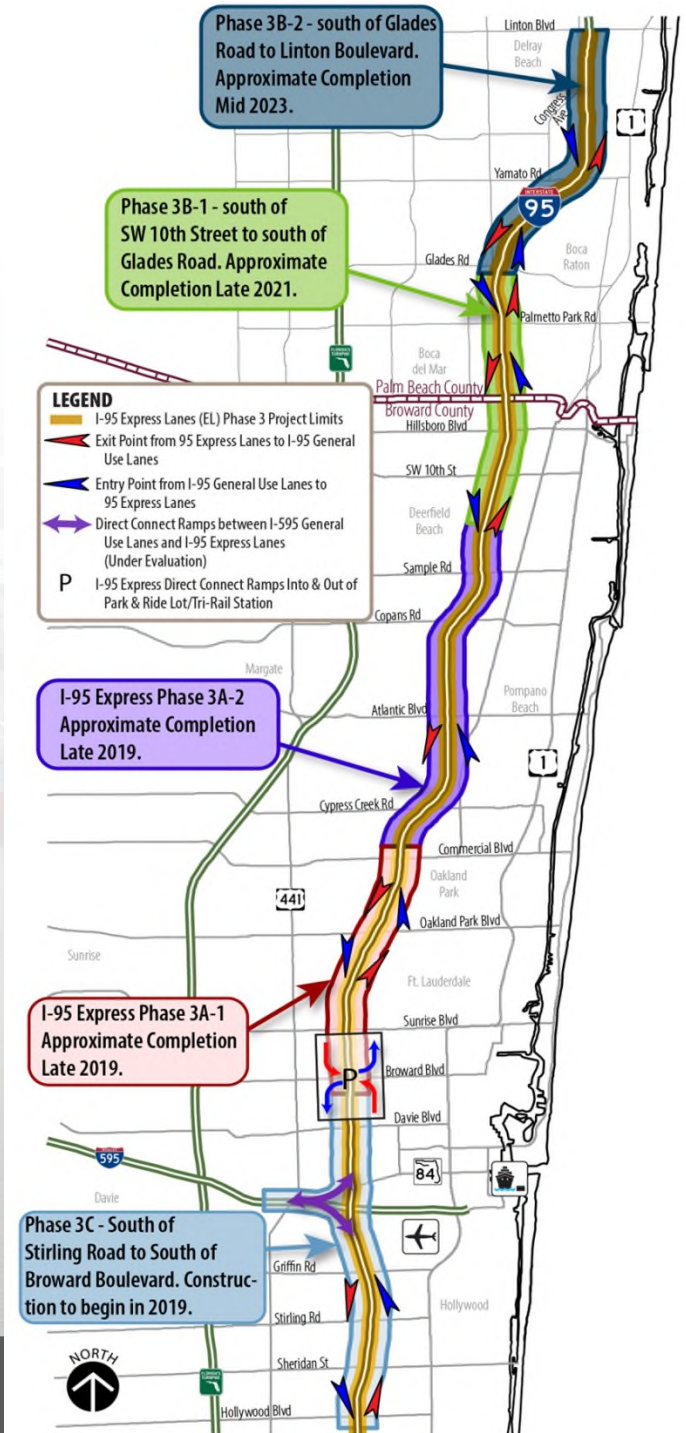 Phase 3B-2 - south of Glades
Road to Linton Boulevard.
Approximate Completion
Mid 2023.
Linton Blvd
Delray
Beach
Congress
Ave
1
Yamato Rd
INTERSTATE
95
Phase 3B-1 - south of
SW 10th Street to south of
Glades Road. Approximate
Completion Late 2021.
Glades Rd
Boca
Raton
Palmetto Park Rd
Boca
del Mar
Palm Beach County
Broward County
Hillsboro Blvd
LEGEND
I-95 Express Lanes (EL) Phase 3 Project Limits
Exit Point from 95 Express Lanes to I-95 General
Use Lanes
Entry Point from I-95 General Use Lanes to
95 Express Lanes
Direct Connect Ramps between I-595 General
Use Lanes and I-95 Express Lanes
(Under Evaluation)
P I-95 Express Direct Connect Ramps Into & Out of
Park & Ride Lot/Tri-Rail Station
SW 10th St
Deerfield
Beach
Sample Rd
Copans Rd
Margate
I-95 Express Phase 3A-2
Approximate Completion
Late 2019.
Atlantic Blvd
Pompano
Beach
1
Cypress Creek Rd
Commercial Blvd
Oakland
Park
441
Oakland Park Blvd
Sunrise
Ft. Lauderdale
I-95 Express Phase 3A-1
Approximate Completion
Late 2019.
Sunrise Blvd
P
Broward Blvd
Davie Blvd
595
84
Davie
Phase 3C - South of
Stirling Road to South of
Broward Boulevard. Construc-
tion to begin in 2019.
Griffin Rd
Hollywood
Stirling Rd
Sheridan St
NORTH
Hollywood Blvd